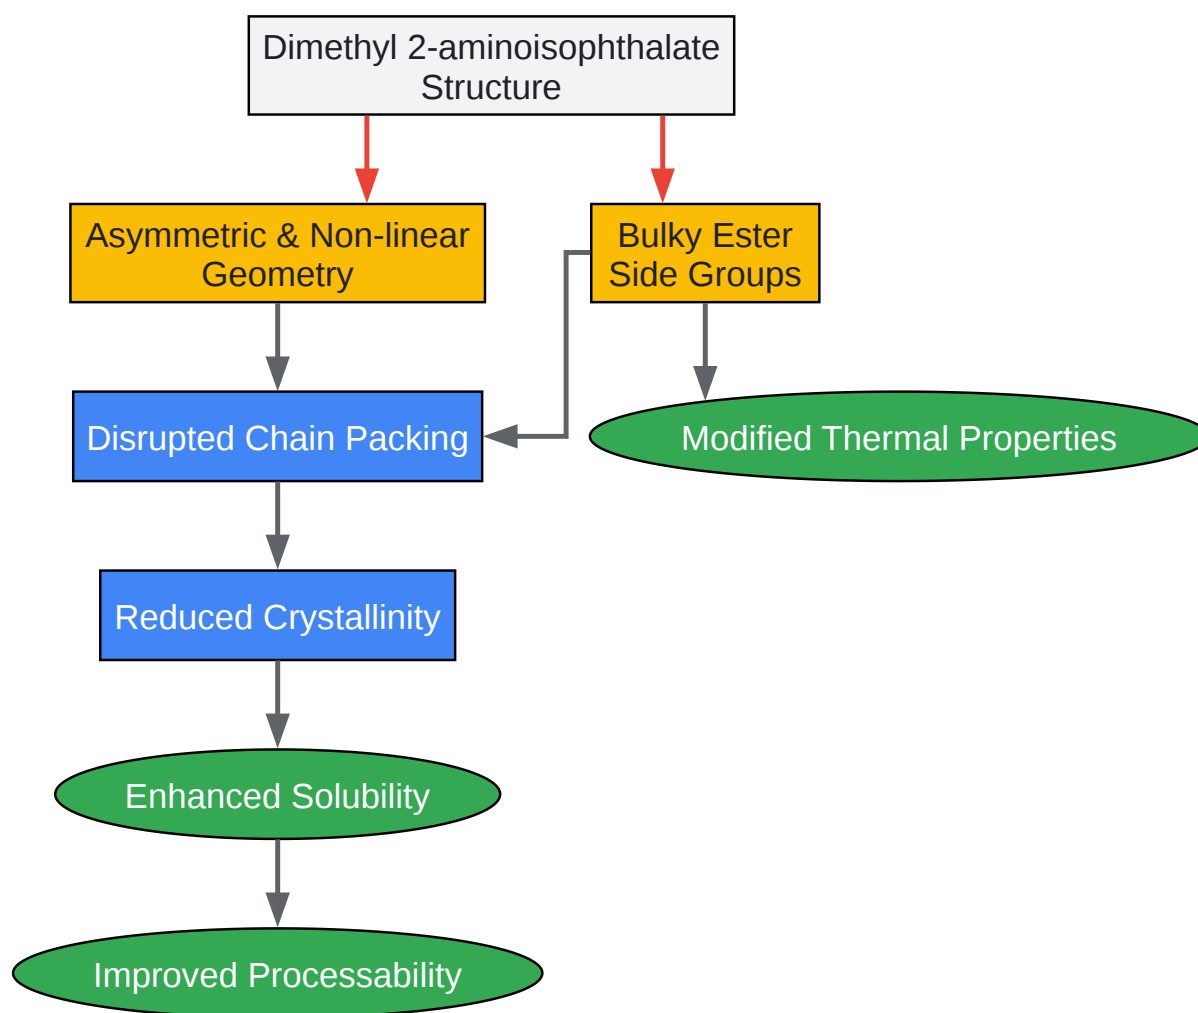 Dimethyl 2-aminoisophthalate
Structure
Asymmetric & Non-linear
Geometry
Bulky Ester
Side Groups
Disrupted Chain Packing
Modified Thermal Properties
Reduced Crystallinity
Enhanced Solubility
Improved Processability